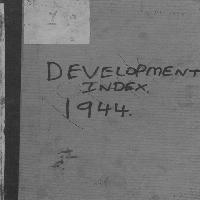 DEVELOPMENT
INDEX.
1944.